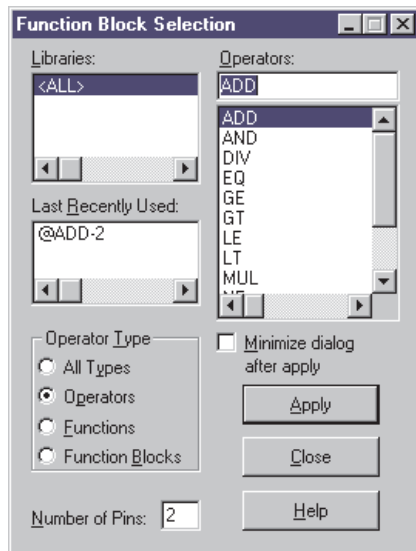 Function Block Selection
Libraries:
<ALL>
Last Recently Used:
@ADD-2
Operators:
ADD
ADD
AND
DIV
EQ
GE
GT
LE
LT
MUL
Operator Type
All Types
Operators
Functions
Function Blocks
Number of Pins: 2
Minimize dialog
after apply
Apply
Close
Help